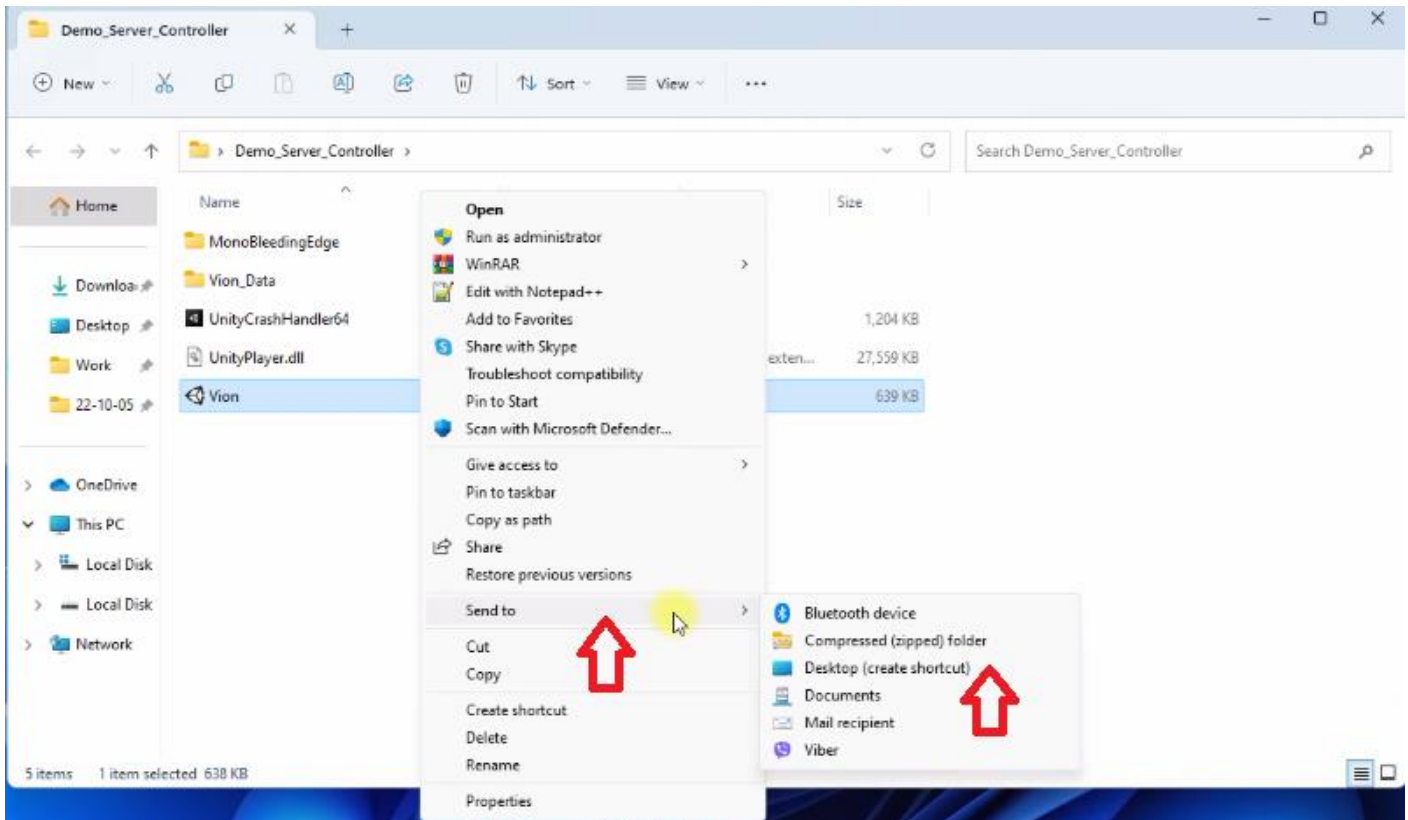 Demo_Server_Controller
New
Sort
View
Demo_Server_Controller
Search Demo_Server_Controller
Home
Downloa
Desktop
Work
22-10-05
OneDrive
This PC
Local Disk
Local Disk
Network
Name
Size
MonoBleedingEdge
Vion_Data
UnityCrashHandler64
1,204 KB
UnityPlayer.dll
exten...
27,559 KB
Vion
639 KB
Open
Run as administrator
WinRAR
Edit with Notepad++
Add to Favorites
Share with Skype
Troubleshoot compatibility
Pin to Start
Scan with Microsoft Defender...
Give access to
Pin to taskbar
Copy as path
Share
Restore previous versions
Send to
Cut
Copy
Create shortcut
Delete
Rename
Properties
Bluetooth device
Compressed (zipped) folder
Desktop (create shortcut)
Documents
Mail recipient
Viber
5 items 1 item selected 638 KB